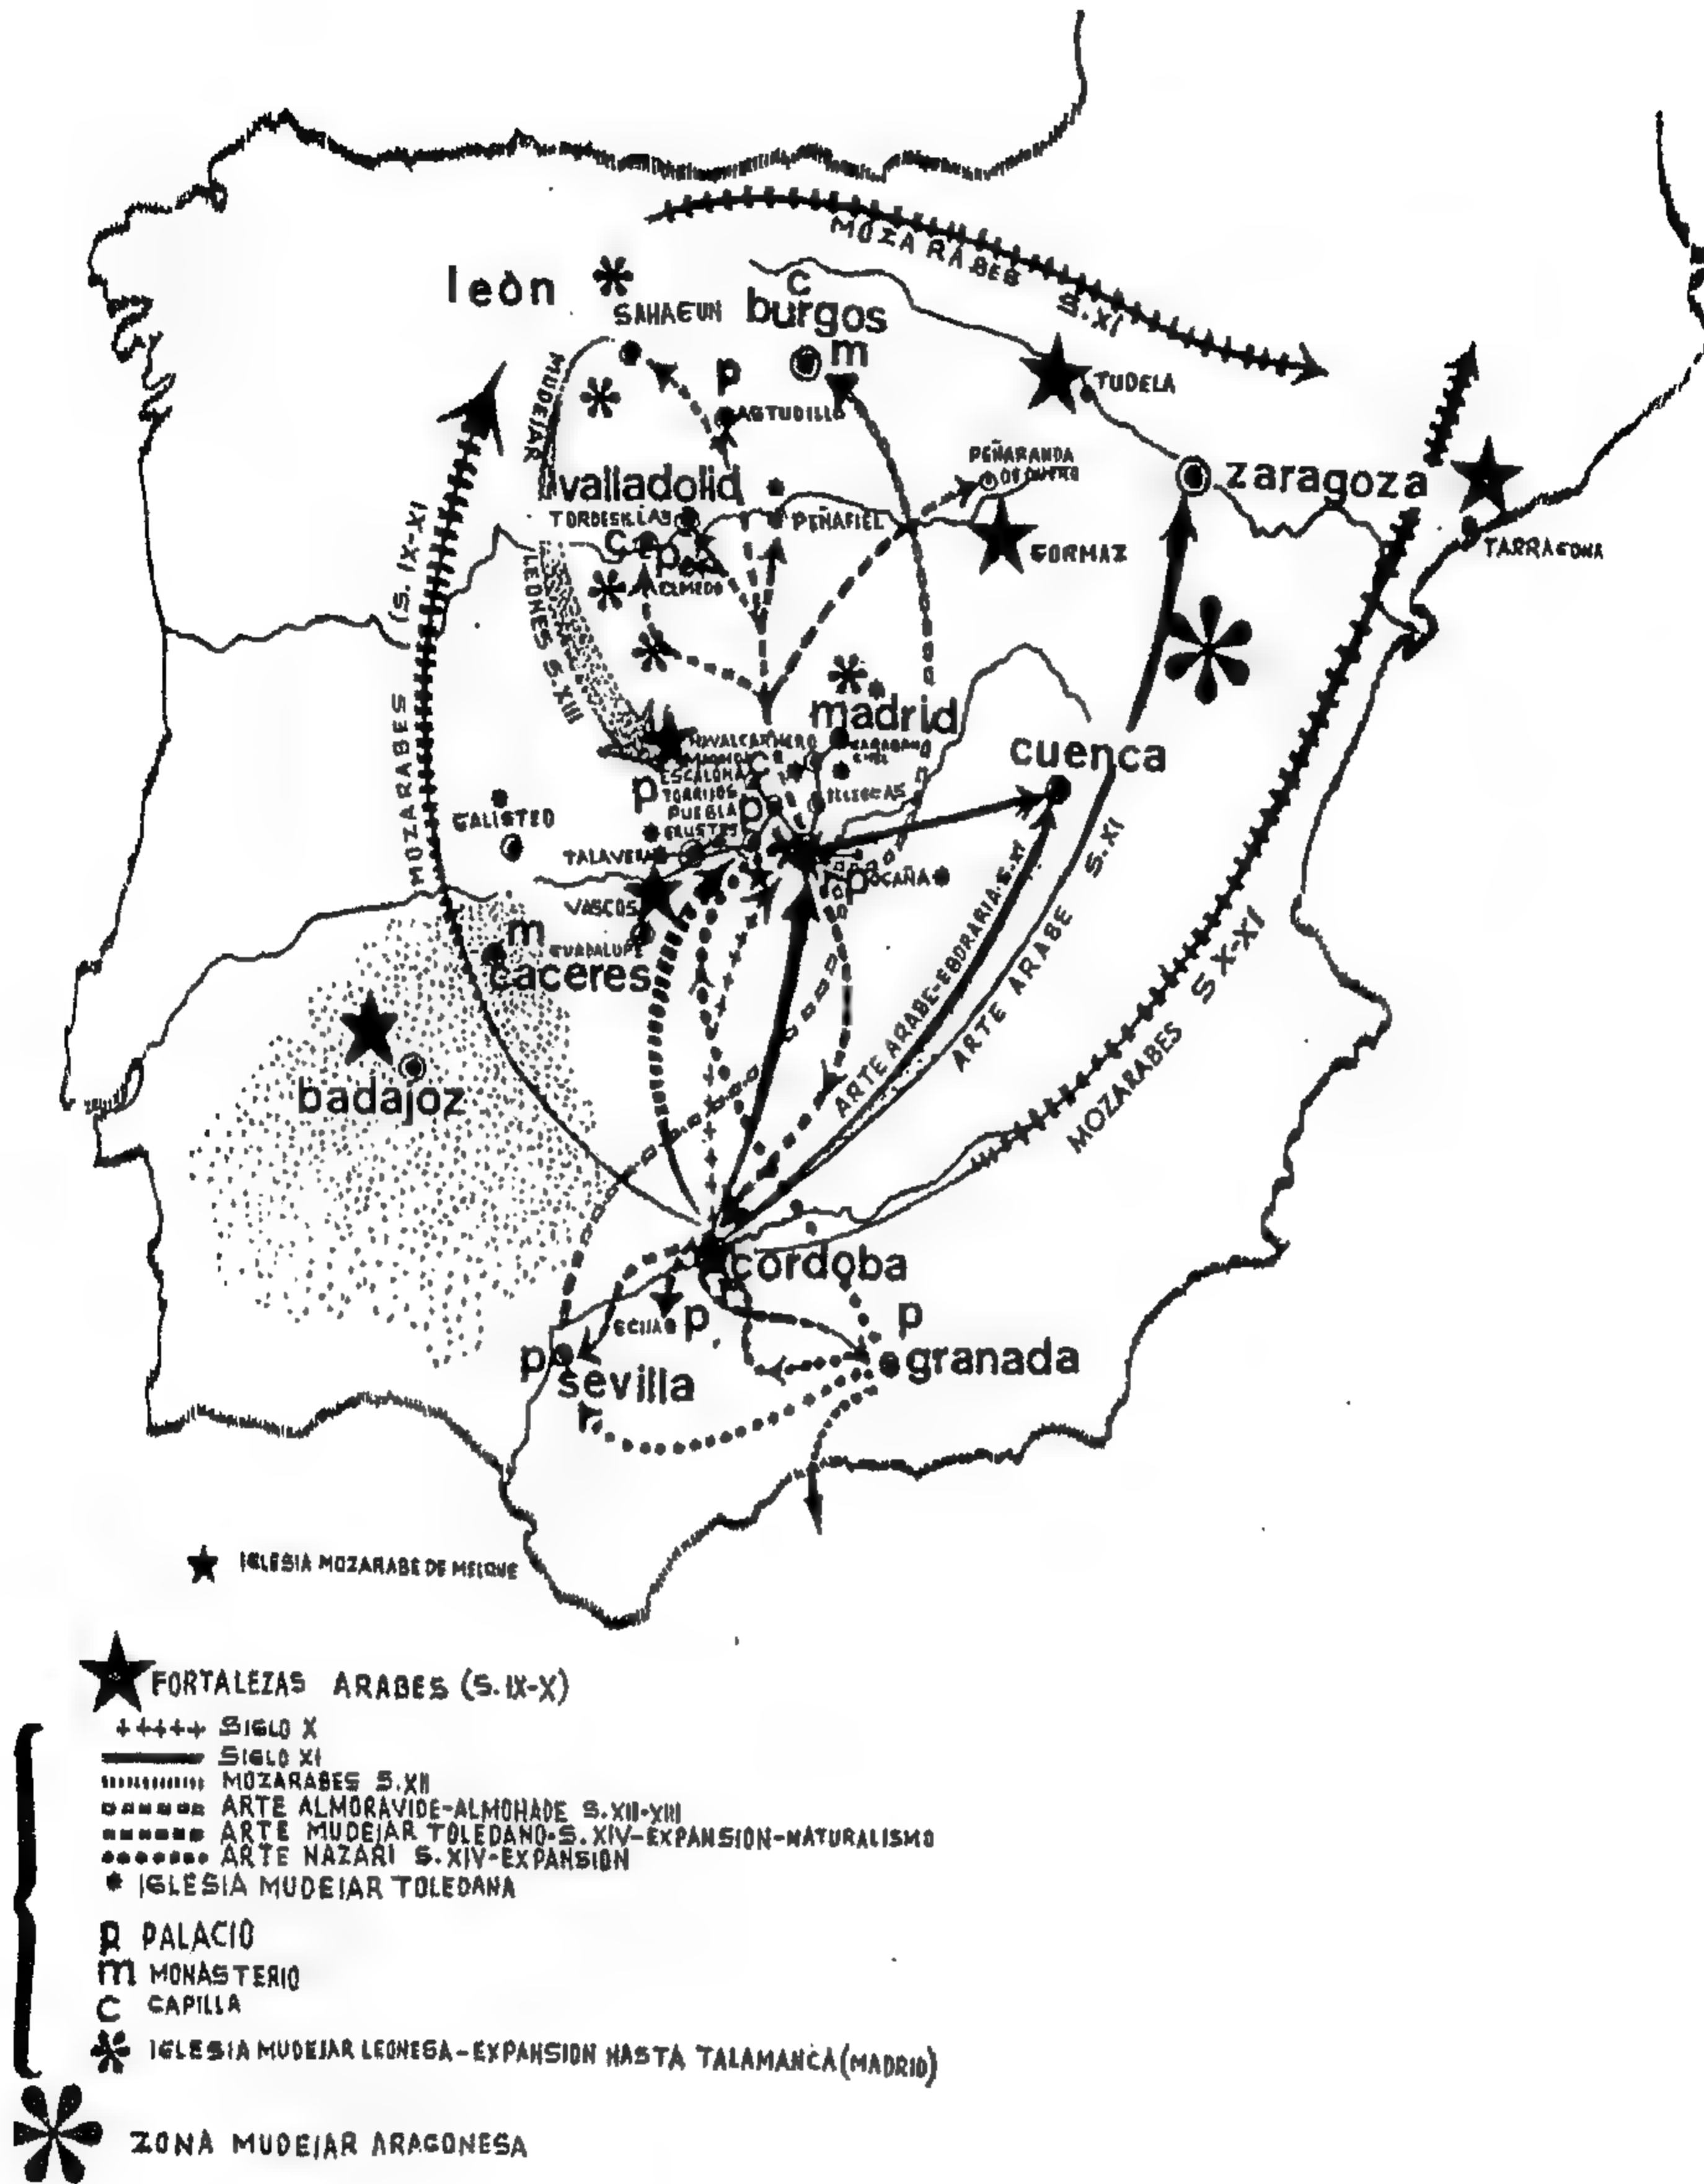 MOZARABES S.XI
león
SAHAGUN
c
burgos
m
p
ASTUDILLO
TUDELA
MUDEJAR
PEÑARANDA
DE DUERO
zaragoza
valladolid
TORDESILLAS
PEÑAFIEL
GORMAZ
TARRAGONA
C
p
OLMEDO
LEONES S.XIII
MOZARABES (S. IX-XI
madrid
NAVALCARNERO
cuenca
C
ESCALONA
p
TORRIJOS
PUEBLA
p
ILLESCAS
ERUSTES
GALISTEO
TALAVERA
p
OCAÑA
VASCOS
m
GUADALUPE
caceres
badajoz
ARTE ARABE-EBORARIA-S.XI
ARTE ARABE S.XI
MOZARABES S X-XI
cordoba
ECIJA
p
p
granada
p
sevilla
IGLESIA MOZARABE DE MELQUE
FORTALEZAS ARABES (S.IX-X)
SIGLO X
SIGLO XI
MOZARABES S.XII
ARTE ALMORAVIDE-ALMOHADE S.XII-XIII
ARTE MUDEJAR TOLEDANO-S.XIV-EXPANSION-NATURALISMO
ARTE NAZARI S.XIV-EXPANSION
IGLESIA MUDEJAR TOLEDANA
p PALACIO
m MONASTERIO
C CAPILLA
IGLESIA MUDEJAR LEONESA-EXPANSION HASTA TALAMANCA (MADRID)
ZONA MUDEJAR ARAGONESA